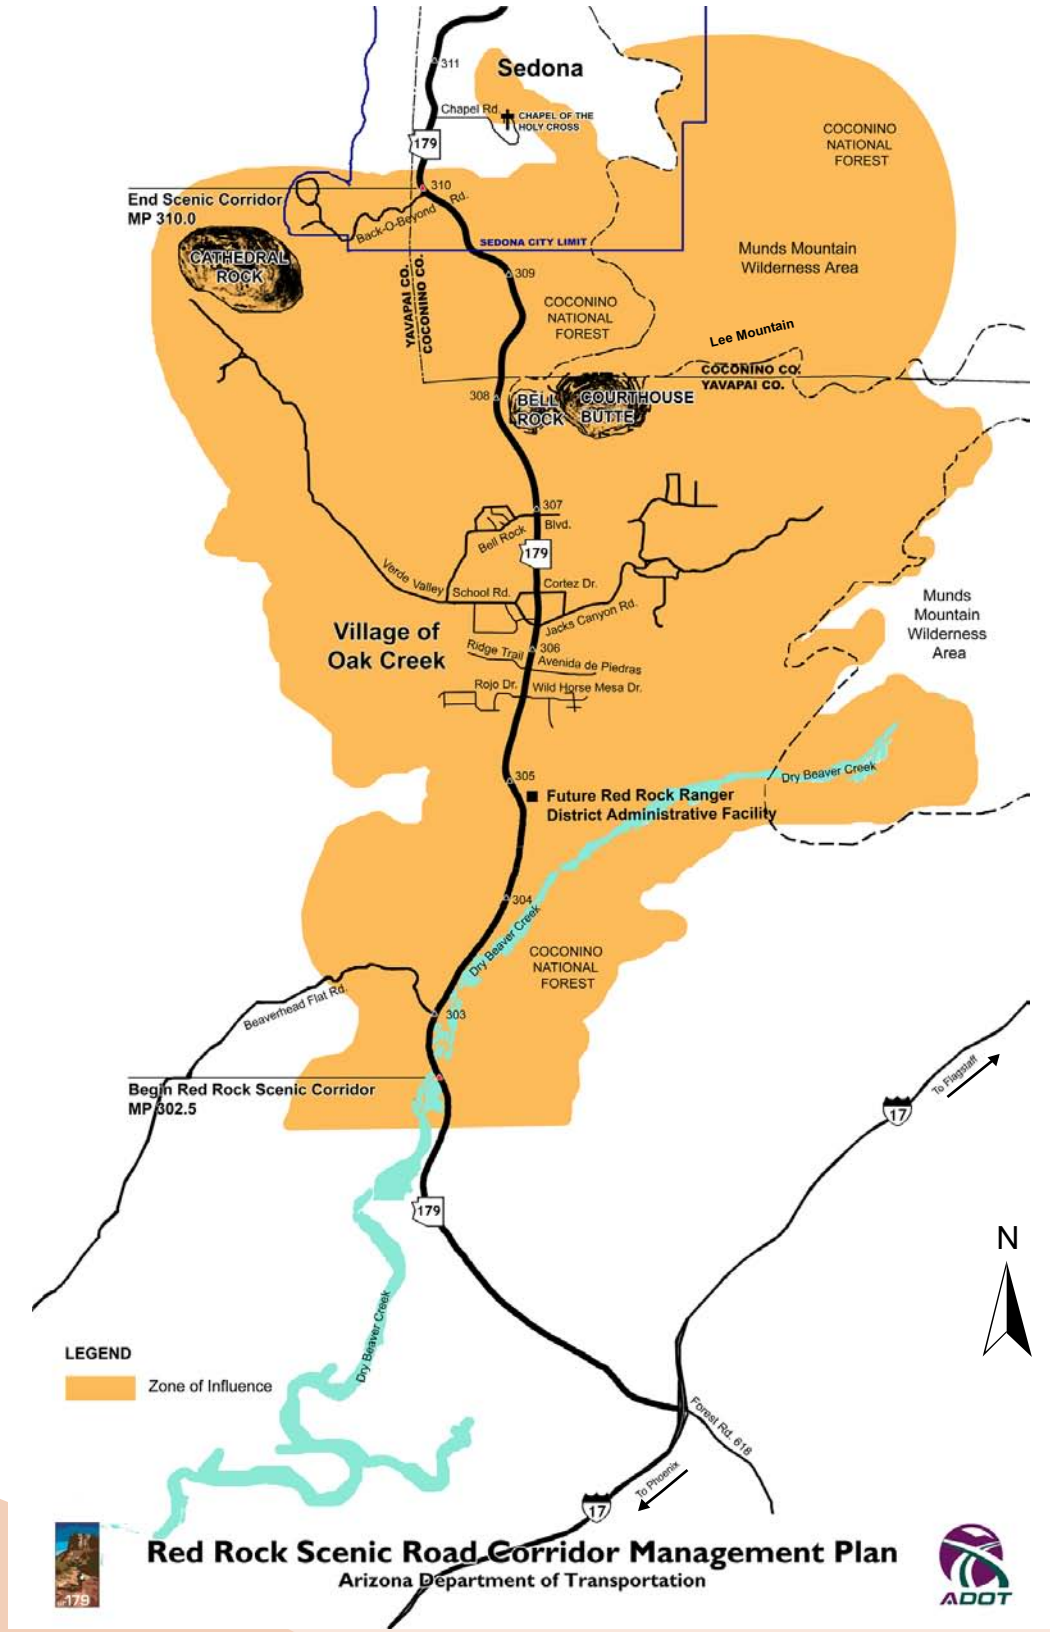 311
Sedona
Chapel Rd.
CHAPEL OF THE
HOLY CROSS
179
COCONINO
NATIONAL
FOREST
310
End Scenic Corridor
MP 310.0
Back-O-Beyond Rd.
SEDONA CITY LIMIT
Munds Mountain
Wilderness Area
CATHEDRAL
ROCK
309
YAVAPAI CO.
COCONINO CO.
COCONINO
NATIONAL
FOREST
Lee Mountain
COCONINO CO.
YAVAPAI CO.
308
BELL
ROCK
COURTHOUSE
BUTTE
307
Bell Rock Blvd.
179
Verde Valley School Rd.
Cortez Dr.
Jacks Canyon Rd.
Munds
Mountain
Wilderness
Area
Village of
Oak Creek
306
Ridge Trail
Avenida de Piedras
Rojo Dr.
Wild Horse Mesa Dr.
305
Dry Beaver Creek
Future Red Rock Ranger
District Administrative Facility
304
Dry Beaver Creek
COCONINO
NATIONAL
FOREST
Beaverhead Flat Rd.
303
Begin Red Rock Scenic Corridor
MP 302.5
To Flagstaff
17
179
N
Dry Beaver Creek
LEGEND
Zone of Influence
Forest Rd. 618
To Phoenix
17
179
Red Rock Scenic Road Corridor Management Plan
Arizona Department of Transportation
ADOT